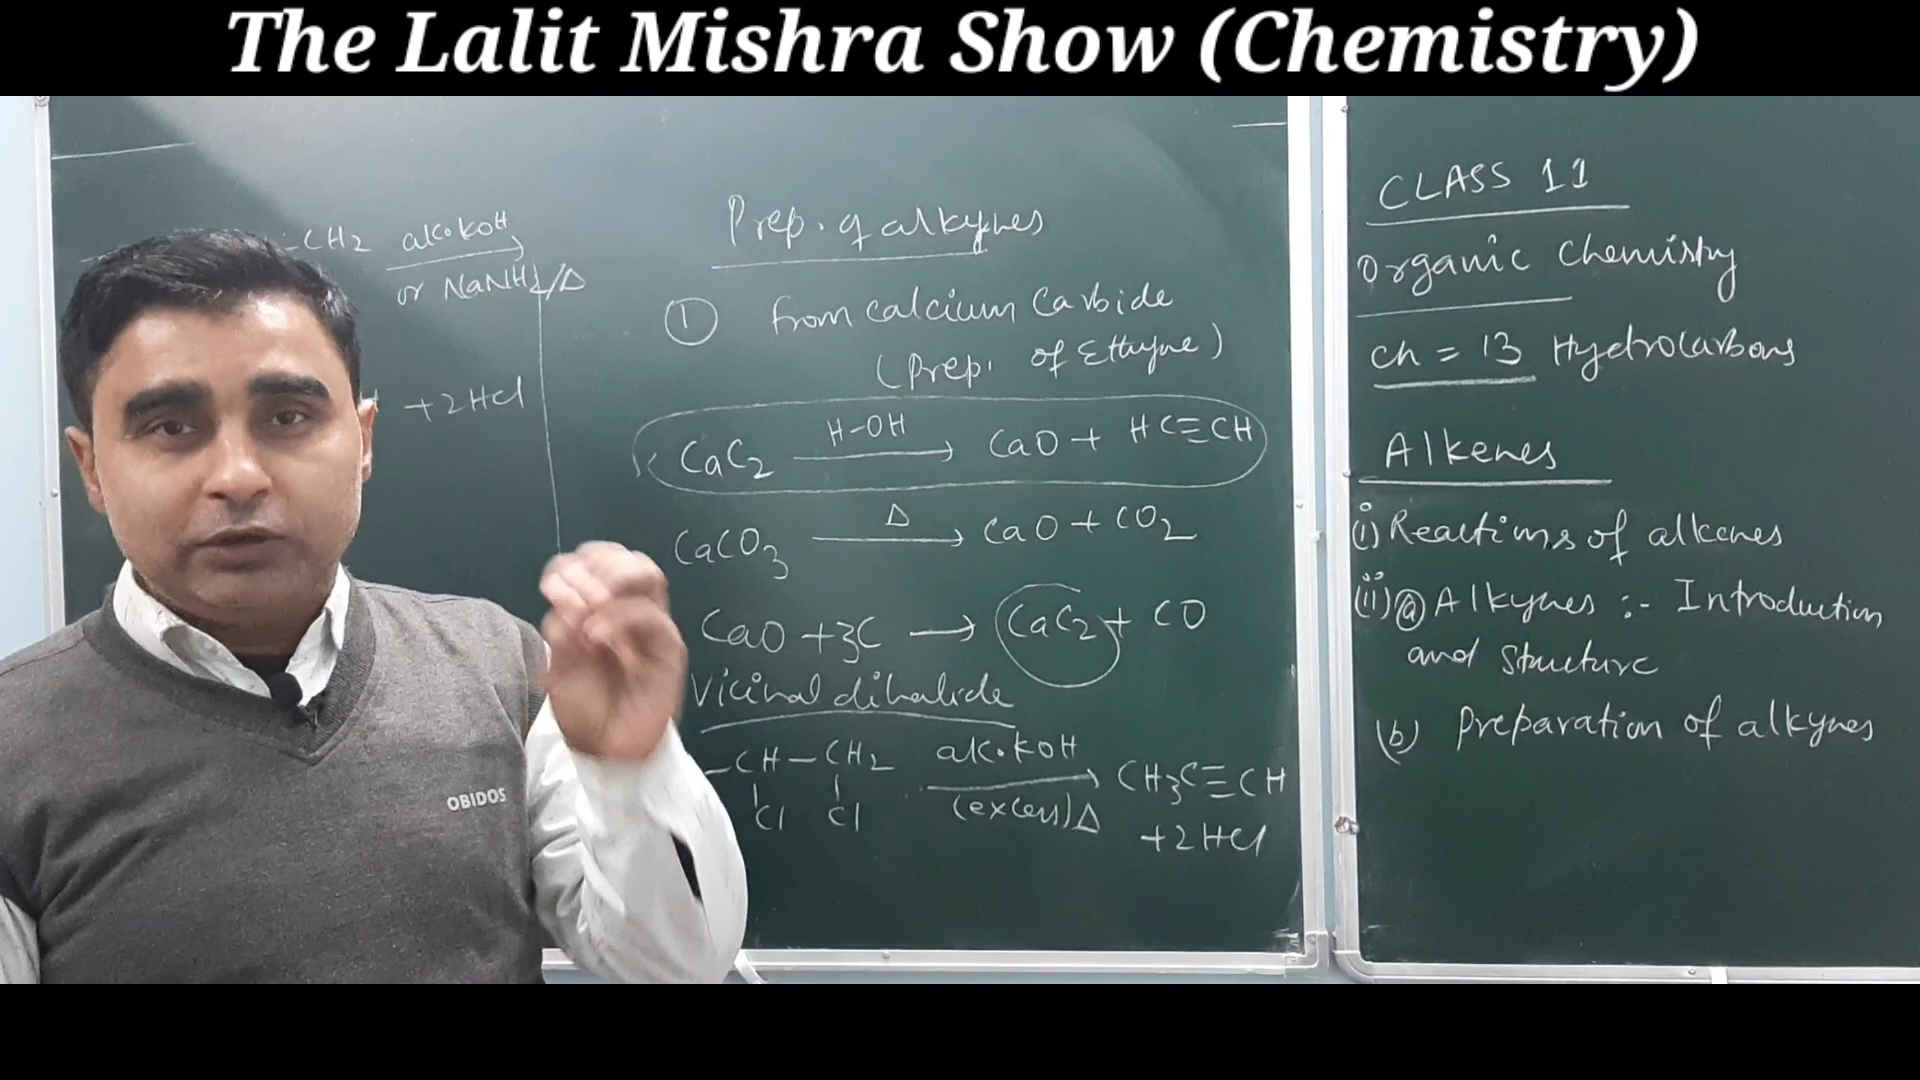 The Lalit Mishra Show (Chemistry)
-CH2 alc. KOH
or NaNH2/Δ
+2HCl
Prep. of alkynes
① from calcium Carbide
(Prep. of Ethyne)
CaC2 H-OH → CaO + HC≡CH
CaCO3 Δ → CaO + CO2
CaO + 3C → CaC2 + CO
Vicinal dihalide
-CH-CH2 alc. KOH → CH3C≡CH
Cl Cl (excess)Δ
+2HCl
OBIDOS
CLASS 11
Organic Chemistry
Ch = 13 Hydrocarbons
Alkenes
(i) Reactions of alkenes
(ii) ⓐ Alkynes :- Introduction
and Structure
(b) Preparation of alkynes